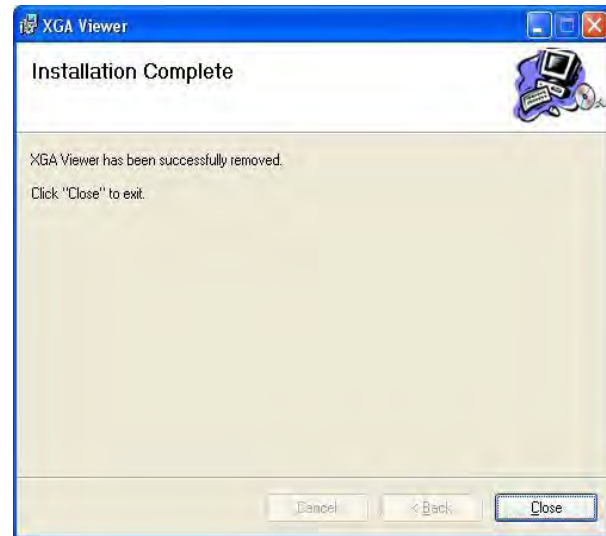 XGA Viewer
Installation Complete
XGA Viewer has been successfully removed.
Click "Close" to exit.
Cancel
< Back
Close